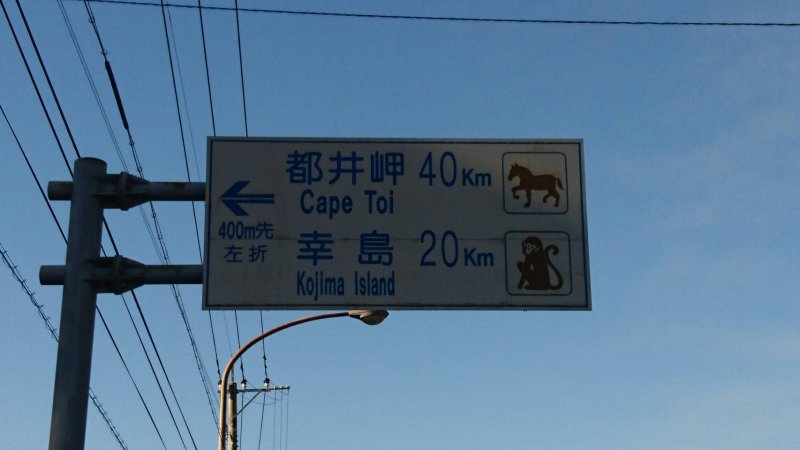 都井岬 40Km
Cape Toi
400m先
左折
幸島 20Km
Kojima Island